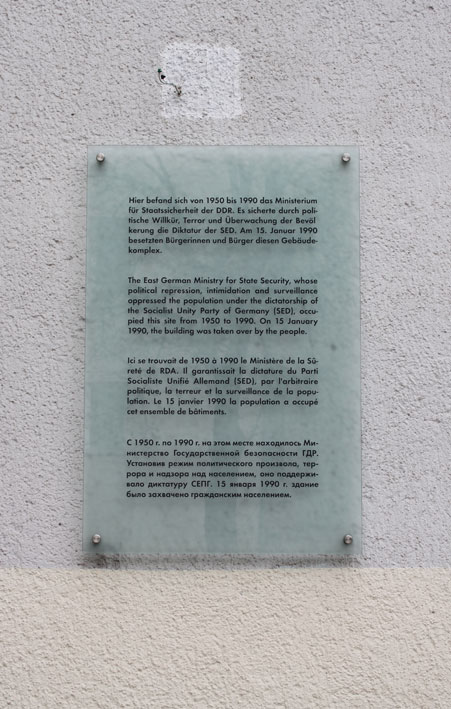 Hier befand sich von 1950 bis 1990 das Ministerium
für Staatssicherheit der DDR. Es sicherte durch poli-
tische Willkür, Terror und Überwachung der Bevöl
kerung die Diktatur der SED. Am 15. Januar 1990
besetzten Bürgerinnen und Bürger diesen Gebäude-
komplex.
The East German Ministry for State Security, whose
political repression, intimidation and surveillance
oppressed the population under the dictatorship of
the Socialist Unity Party of Germany (SED), occu-
pied this site from 1950 to 1990. On 15 January
1990, the building was taken over by the people.
Ici se trouvait de 1950 à 1990 le Ministère de la Sû-
reté de RDA. Il garantissait la dictature du Parti
Socialiste Unifié Allemand (SED), par l'arbitraire
politique, la terreur et la surveillance de la popu-
lation. Le 15 janvier 1990 la population a occupé
cet ensemble de bâtiments.
С 1950 г. по 1990 г. на этом месте находилось Ми-
нистерство Государственной безопасности ГДР.
Установив режим политического произвола, тер-
рора и надзора над населением, оно поддержи-
вало диктатуру СЕПГ. 15 января 1990 г. здание
было захвачено гражданским населением.